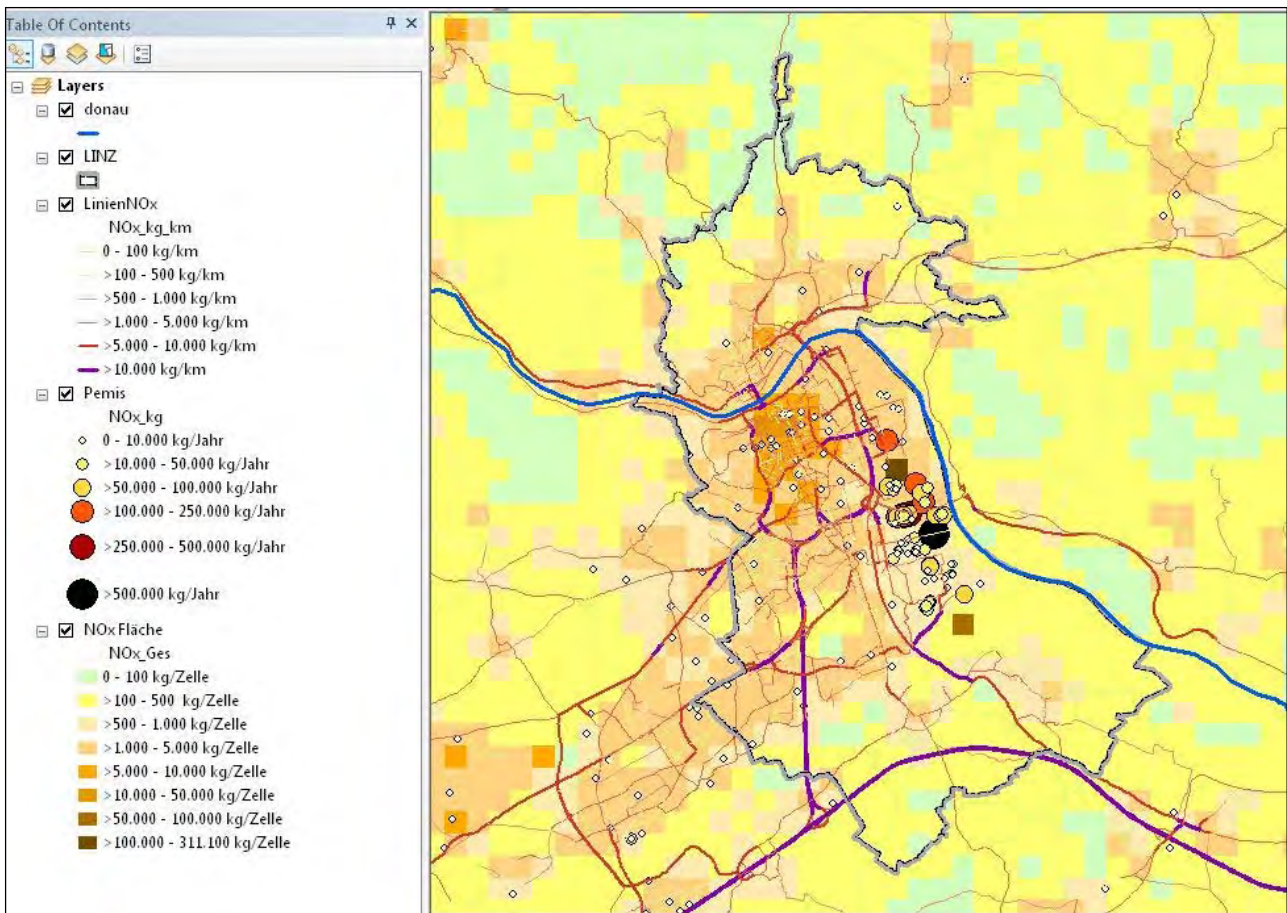 Table Of Contents
Layers
donau
LINZ
LinienNOx
NOx_kg_km
0 - 100 kg/km
>100 - 500 kg/km
>500 - 1.000 kg/km
>1.000 - 5.000 kg/km
>5.000 - 10.000 kg/km
>10.000 kg/km
Pemis
NOx_kg
0 - 10.000 kg/Jahr
>10.000 - 50.000 kg/Jahr
>50.000 - 100.000 kg/Jahr
>100.000 - 250.000 kg/Jahr
>250.000 - 500.000 kg/Jahr
>500.000 kg/Jahr
NOx Fläche
NOx_Ges
0 - 100 kg/Zelle
>100 - 500 kg/Zelle
>500 - 1.000 kg/Zelle
>1.000 - 5.000 kg/Zelle
>5.000 - 10.000 kg/Zelle
>10.000 - 50.000 kg/Zelle
>50.000 - 100.000 kg/Zelle
>100.000 - 311.100 kg/Zelle